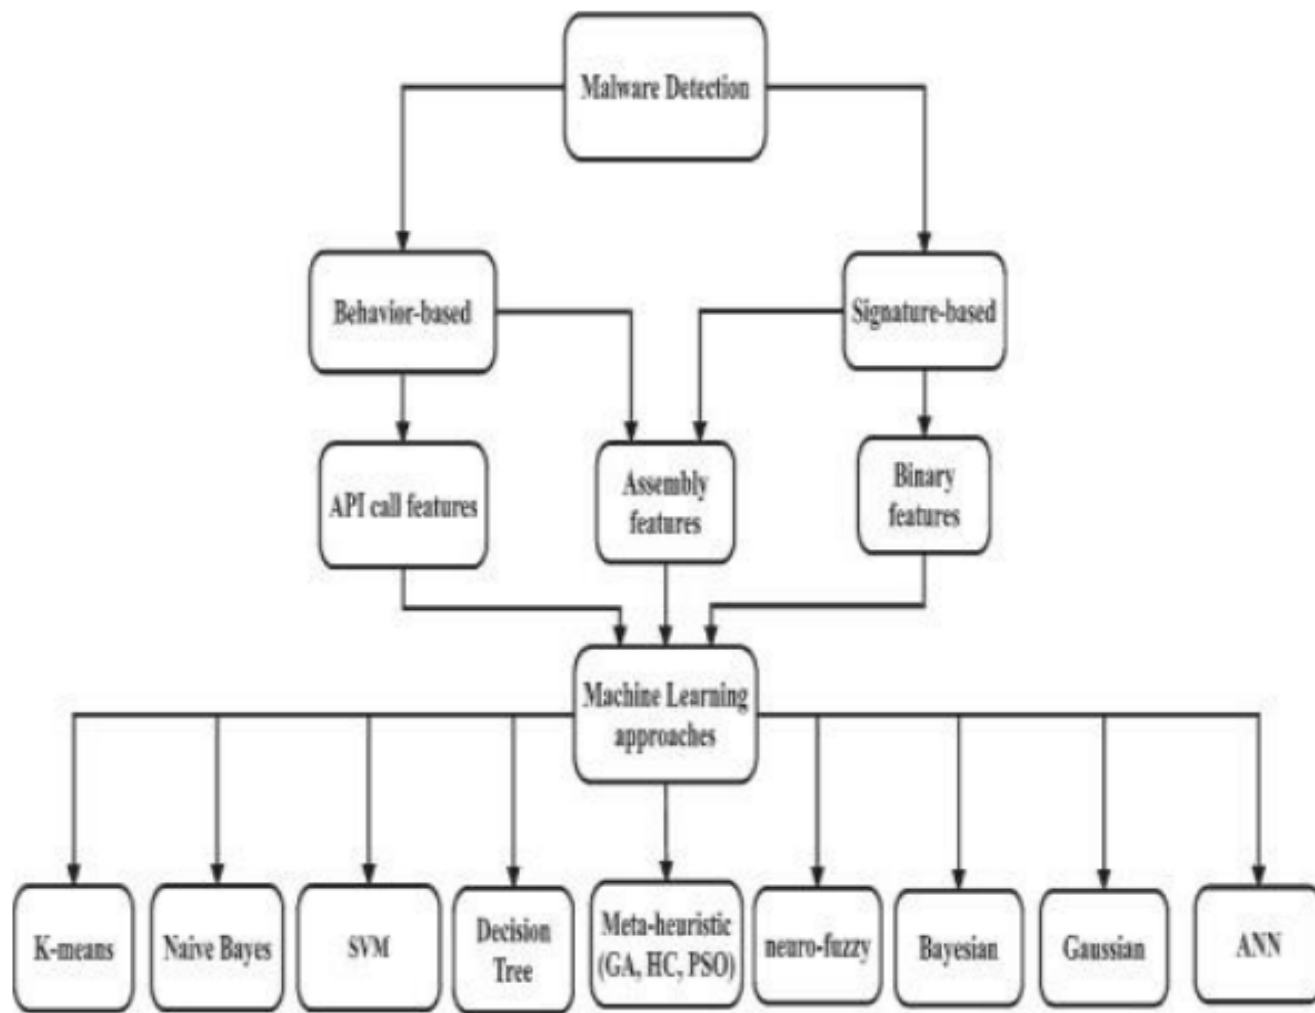 Malware Detection
Behavior-based
Signature-based
API call features
Assembly
features
Binary
features
Machine Learning
approaches
K-means
Naive Bayes
SVM
Decision
Tree
Meta-heuristic
(GA, HC, PSO)
neuro-fuzzy
Bayesian
Gaussian
ANN